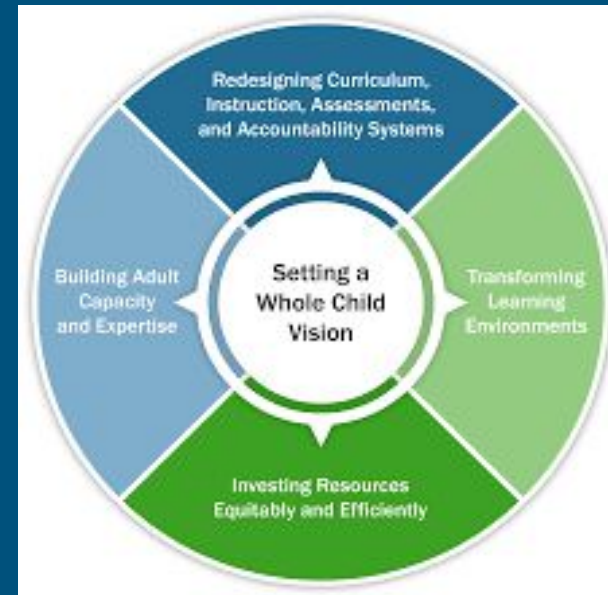 Redesigning Curriculum,
Instruction, Assessments,
and Accountability Systems
Building Adult
Capacity
and Expertise
Setting a
Whole Child
Vision
Transforming
Learning
Environments
Investing Resources
Equitably and Efficiently